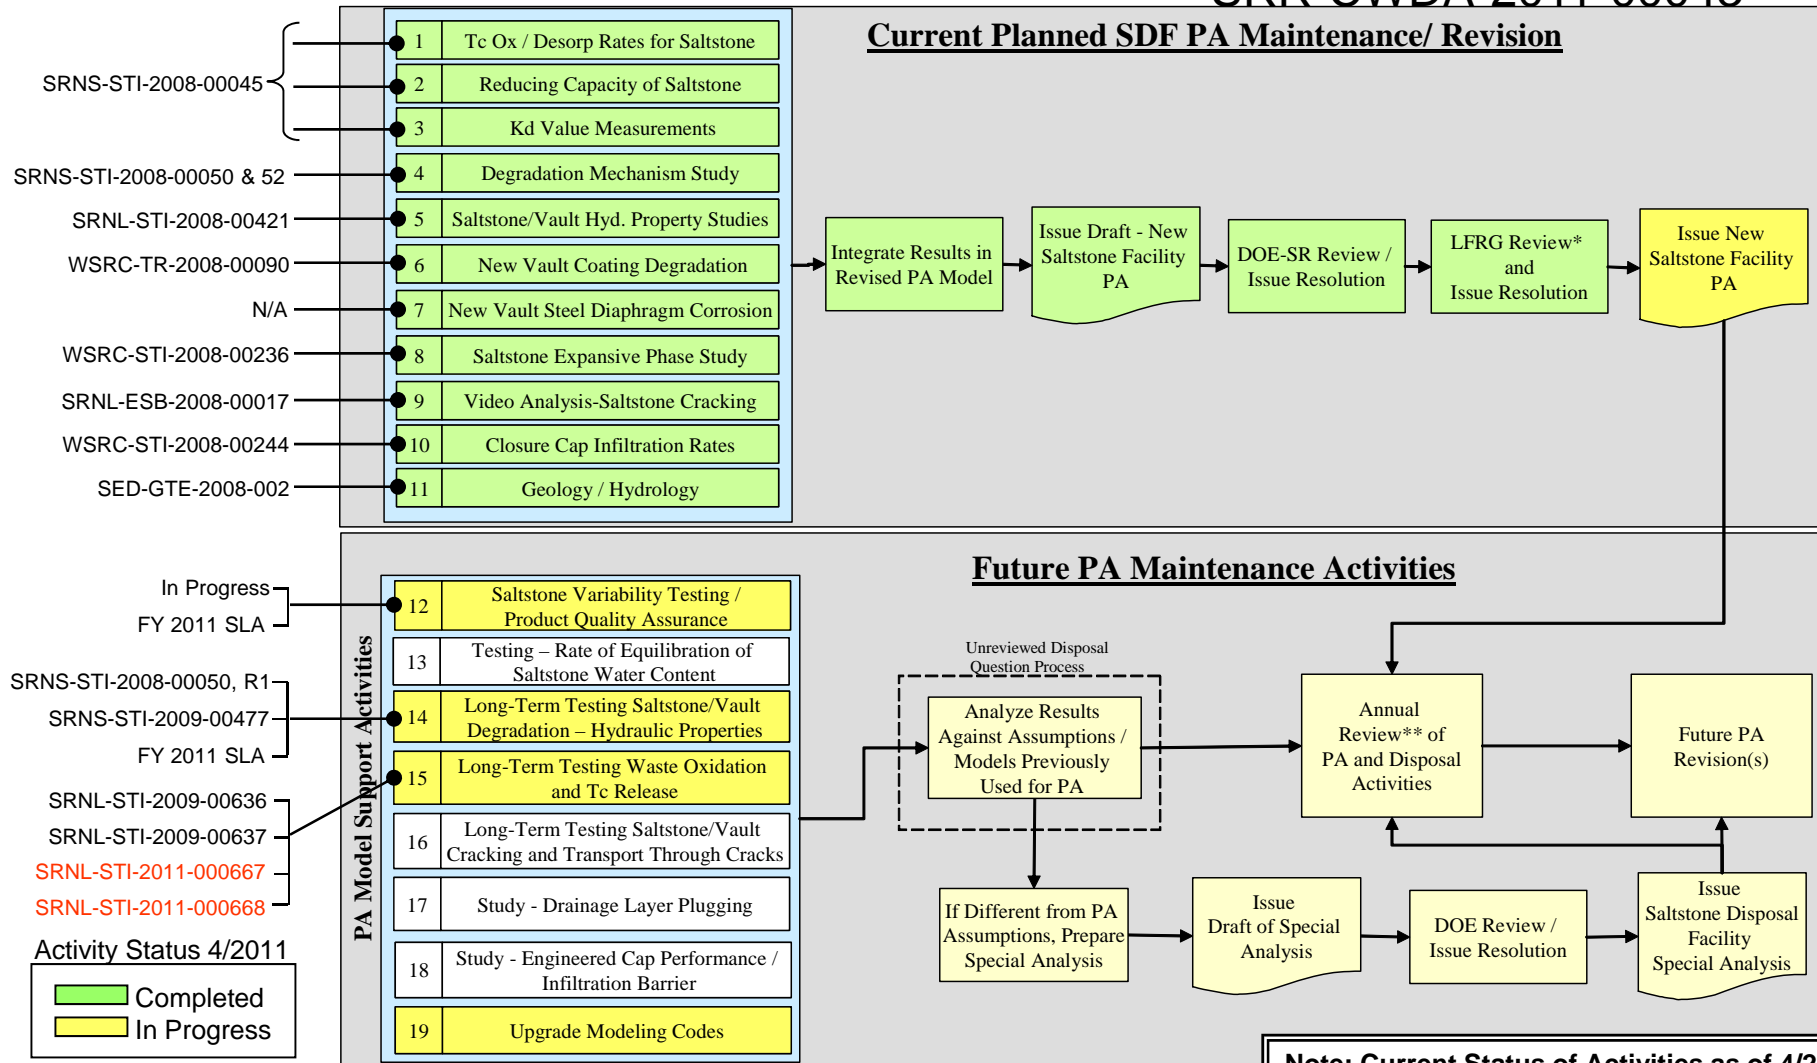 Current Planned SDF PA Maintenance/ Revision
SRNS-STI-2008-00045
1 Tc Ox / Desorp Rates for Saltstone
2 Reducing Capacity of Saltstone
3 Kd Value Measurements
SRNS-STI-2008-00050 & 52
4 Degradation Mechanism Study
SRNL-STI-2008-00421
5 Saltstone/Vault Hyd. Property Studies
WSRC-TR-2008-00090
6 New Vault Coating Degradation
N/A
7 New Vault Steel Diaphragm Corrosion
WSRC-STI-2008-00236
8 Saltstone Expansive Phase Study
SRNL-ESB-2008-00017
9 Video Analysis-Saltstone Cracking
WSRC-STI-2008-00244
10 Closure Cap Infiltration Rates
SED-GTE-2008-002
11 Geology / Hydrology
Integrate Results in
Revised PA Model
Issue Draft - New
Saltstone Facility
PA
DOE-SR Review /
Issue Resolution
LFRG Review*
and
Issue Resolution
Issue New
Saltstone Facility
PA
Future PA Maintenance Activities
PA Model Support Activities
In Progress
FY 2011 SLA
12 Saltstone Variability Testing /
Product Quality Assurance
13 Testing – Rate of Equilibration of
Saltstone Water Content
SRNS-STI-2008-00050, R1
SRNS-STI-2009-00477
FY 2011 SLA
14 Long-Term Testing Saltstone/Vault
Degradation – Hydraulic Properties
SRNL-STI-2009-00636
SRNL-STI-2009-00637
SRNL-STI-2011-000667
SRNL-STI-2011-000668
15 Long-Term Testing Waste Oxidation
and Tc Release
16 Long-Term Testing Saltstone/Vault
Cracking and Transport Through Cracks
17 Study - Drainage Layer Plugging
18 Study - Engineered Cap Performance /
Infiltration Barrier
19 Upgrade Modeling Codes
Unreviewed Disposal
Question Process
Analyze Results
Against Assumptions /
Models Previously
Used for PA
Annual
Review** of
PA and Disposal
Activities
Future PA
Revision(s)
If Different from PA
Assumptions, Prepare
Special Analysis
Issue
Draft of Special
Analysis
DOE Review /
Issue Resolution
Issue
Saltstone Disposal
Facility
Special Analysis
Activity Status 4/2011
Completed
In Progress
Note: Current Status of Activities as of